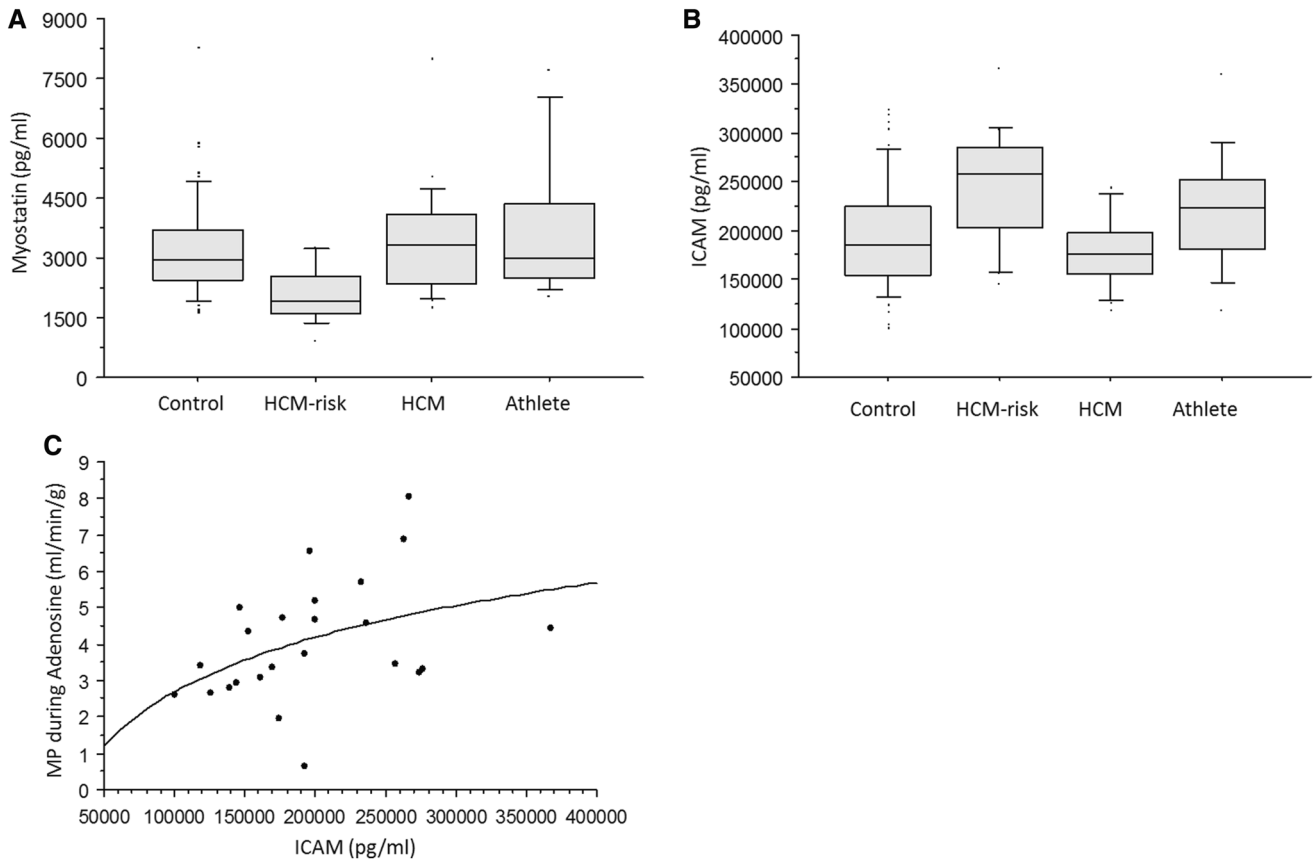 A
Myostatin (pg/ml)
9000
7500
6000
4500
3000
1500
0
Control HCM-risk HCM Athlete
B
ICAM (pg/ml)
400000
350000
300000
250000
200000
150000
100000
50000
Control HCM-risk HCM Athlete
C
MP during Adenosine (ml/min/g)
9
8
7
6
5
4
3
2
1
0
50000 100000 150000 200000 250000 300000 350000 400000
ICAM (pg/ml)